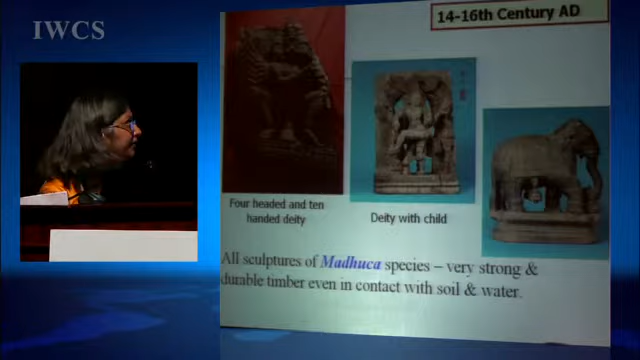 IWCS
14-16th Century AD
Four headed and ten
handed deity
Deity with child
All sculptures of Madhuca species – very strong &
durable timber even in contact with soil & water.